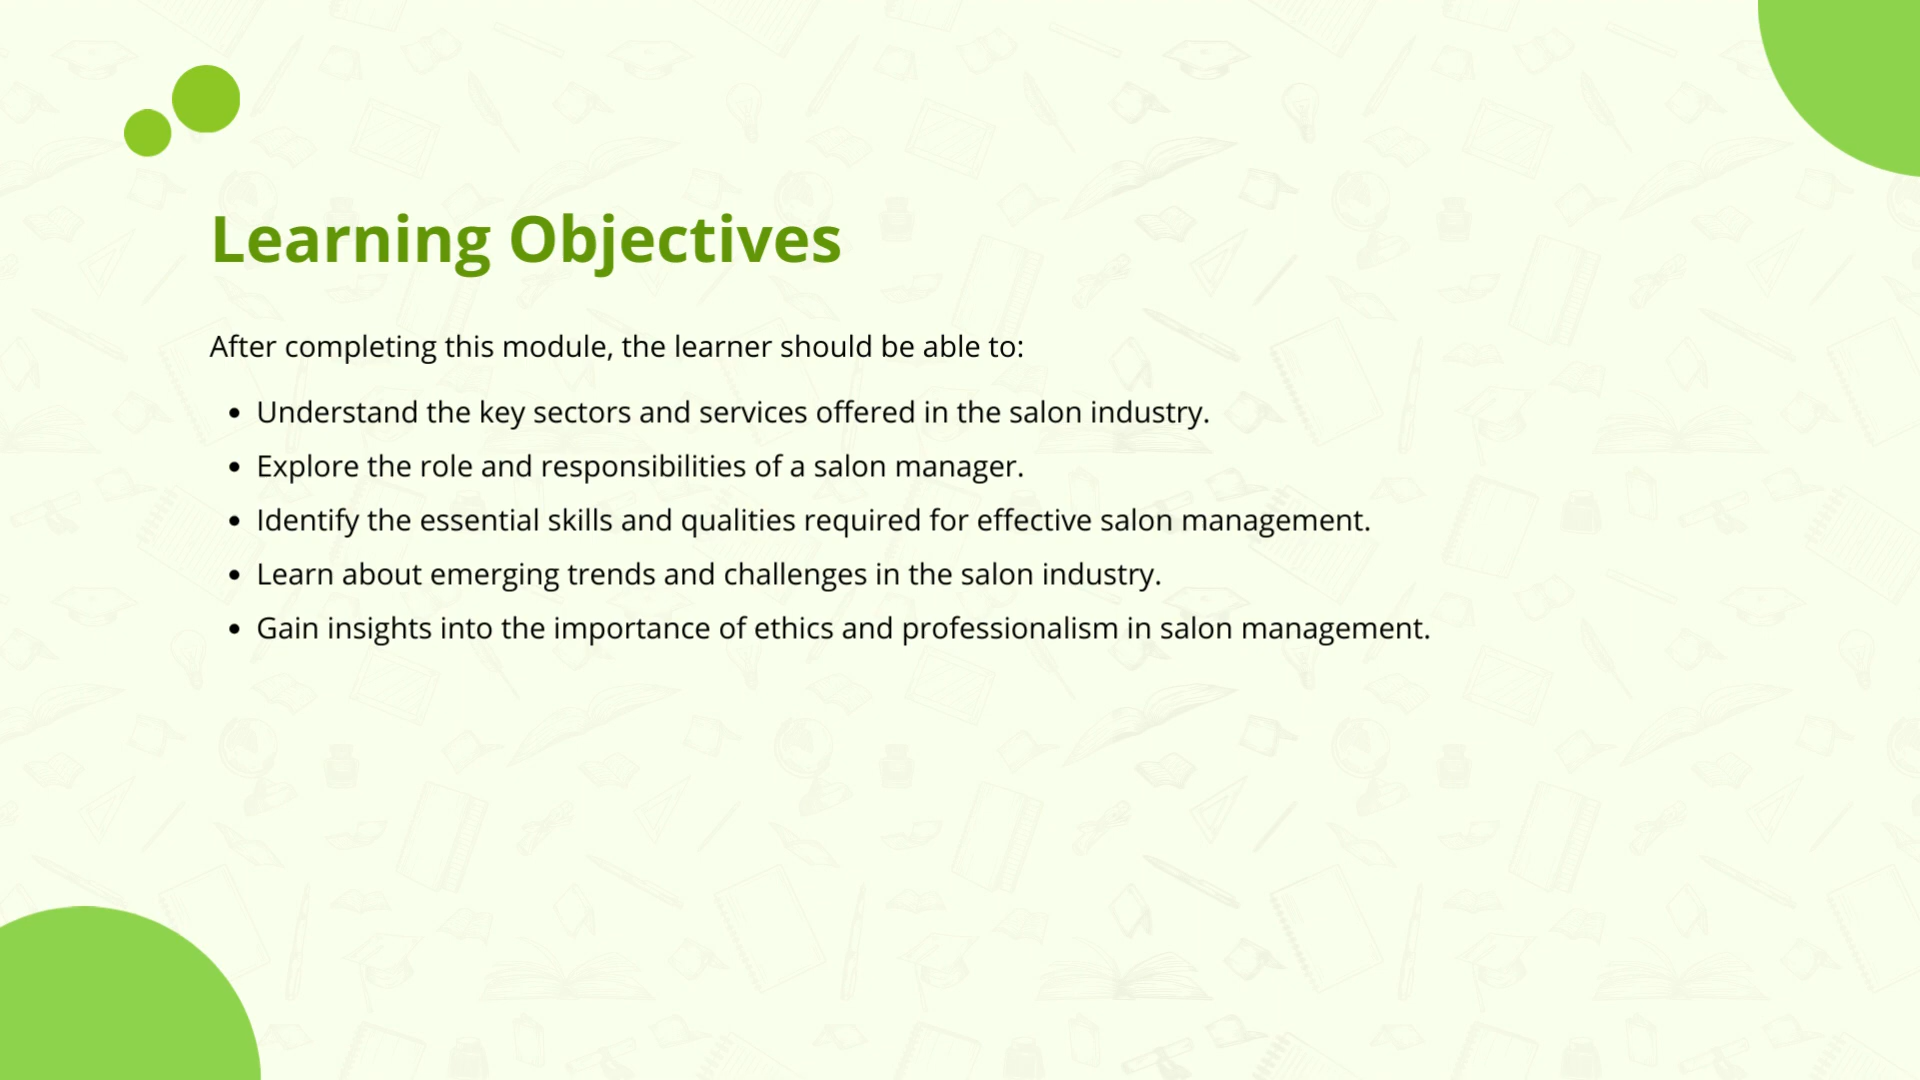 Learning Objectives
After completing this module, the learner should be able to:
• Understand the key sectors and services offered in the salon industry.
• Explore the role and responsibilities of a salon manager.
• Identify the essential skills and qualities required for effective salon management.
• Learn about emerging trends and challenges in the salon industry.
• Gain insights into the importance of ethics and professionalism in salon management.